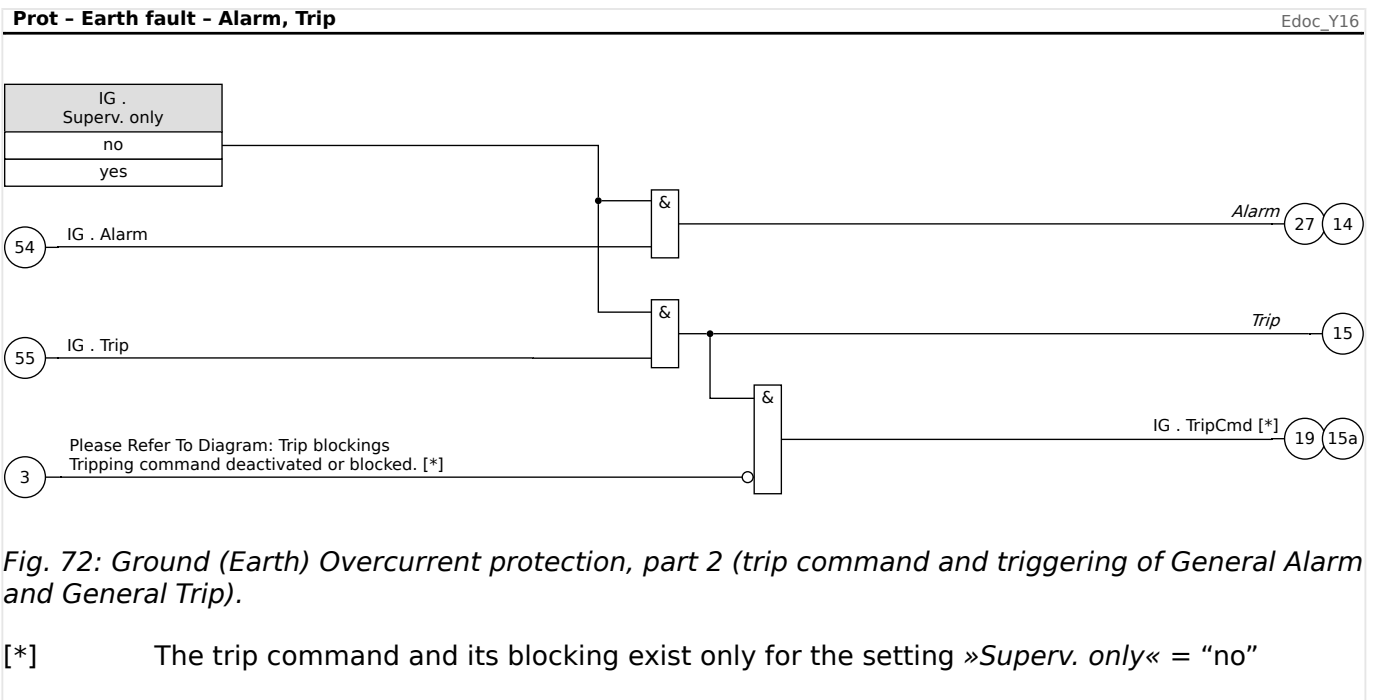 Prot – Earth fault – Alarm, Trip
Edoc_Y16
IG .
Superv. only
no
yes
&
Alarm
27
14
IG . Alarm
54
&
Trip
15
IG . Trip
55
&
IG . TripCmd [*]
19
15a
Please Refer To Diagram: Trip blockings
Tripping command deactivated or blocked. [*]
3
Fig. 72: Ground (Earth) Overcurrent protection, part 2 (trip command and triggering of General Alarm
and General Trip).
[*] The trip command and its blocking exist only for the setting »Superv. only« = “no”